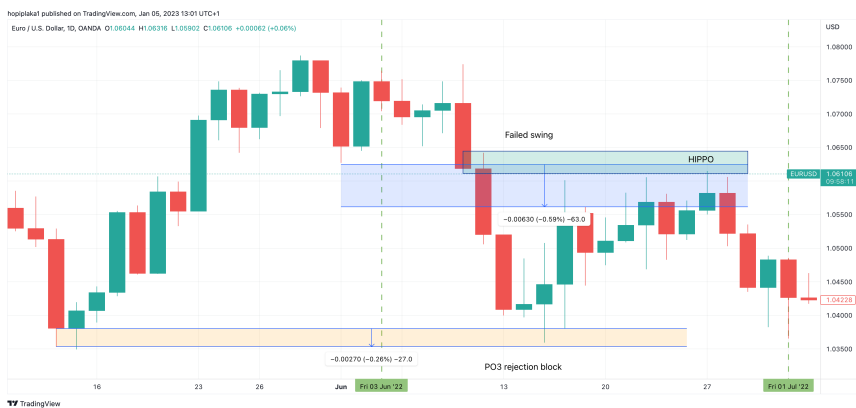 hopiplaka1 published on TradingView.com, Jan 05, 2023 13:01 UTC+1
Euro / U.S. Dollar, 1D, OANDA O1.06044 H1.06316 L1.05902 C1.06106 +0.00062 (+0.06%)
USD
1.08000
1.07500
1.07000
Failed swing
1.06500
HIPPO
EURUSD 1.06106
09:58:11
1.05500
−0.00630 (−0.59%) −63.0
1.05000
1.04500
1.04228
1.04000
1.03500
−0.00270 (−0.26%) −27.0
PO3 rejection block
16 23 26 Jun Fri 03 Jun '22 13 20 27 Fri 01 Jul '22
TradingView